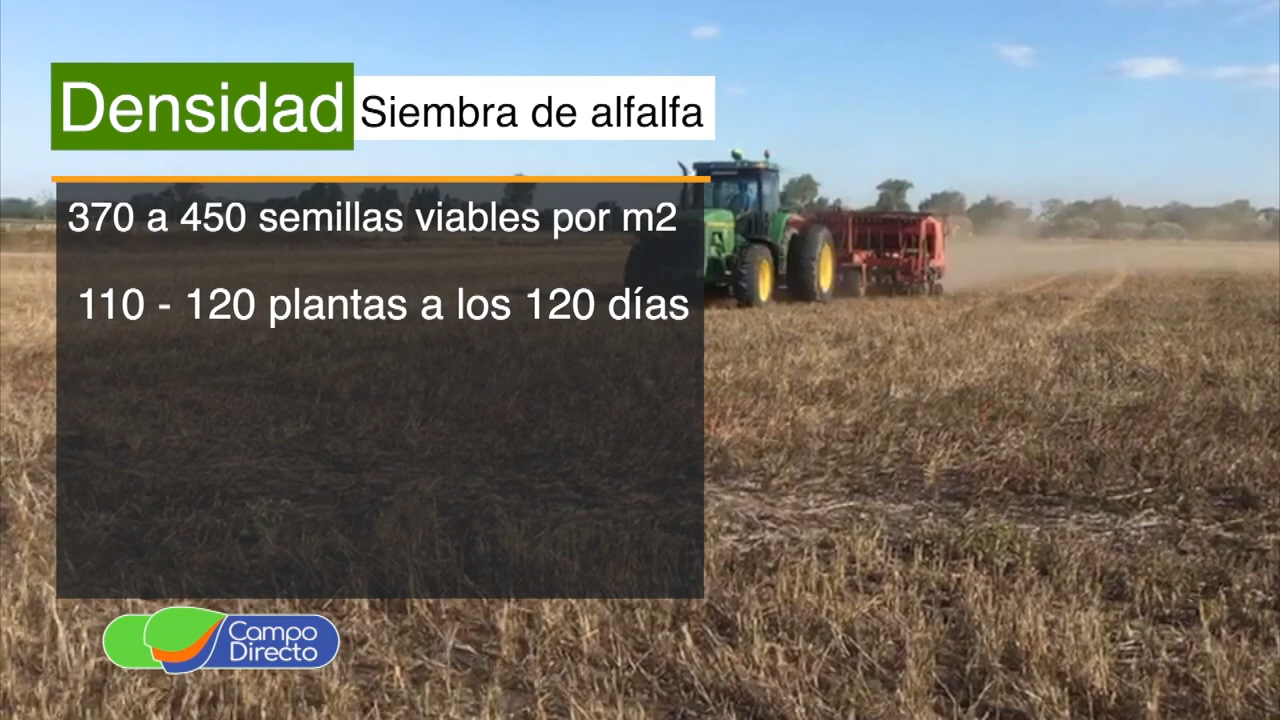 Densidad Siembra de alfalfa
370 a 450 semillas viables por m2
110 - 120 plantas a los 120 días
Campo
Directo